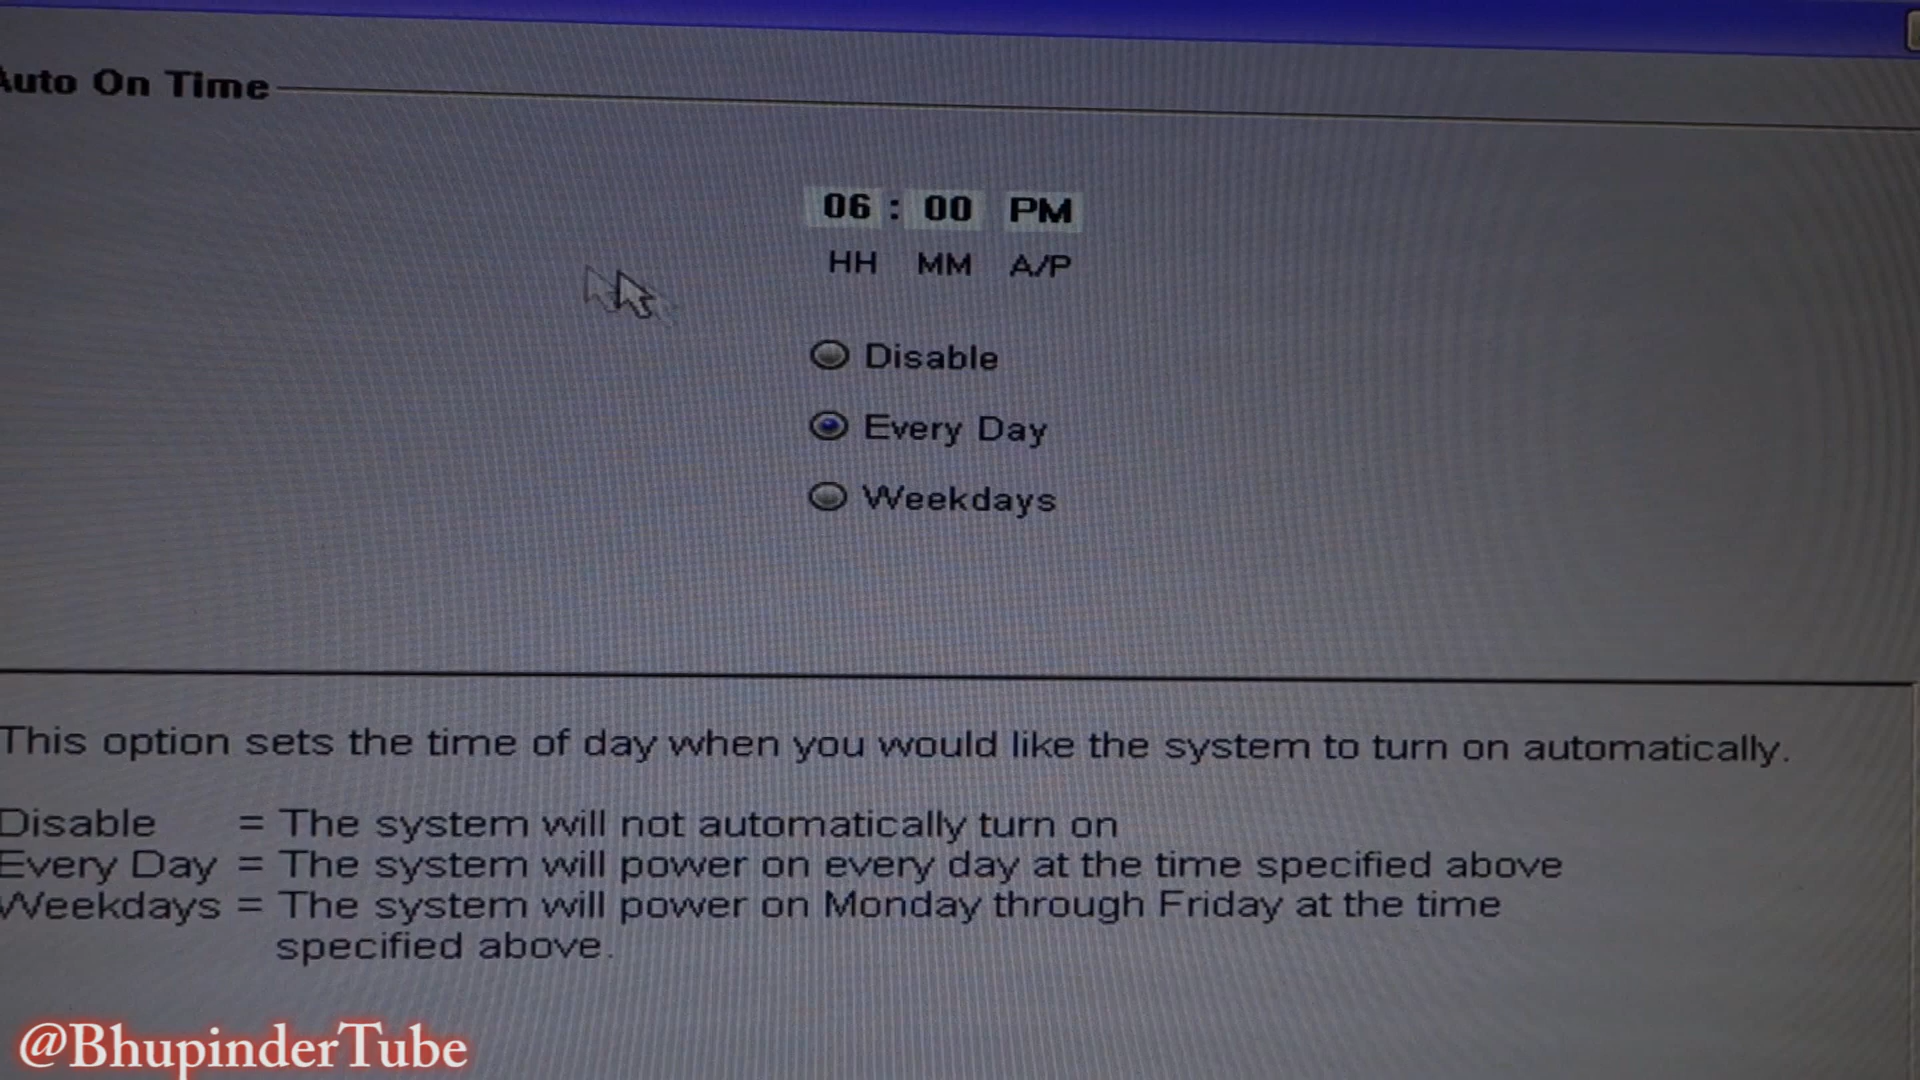 Auto On Time
06 : 00 PM
HH MM A/P
Disable
Every Day
Weekdays
This option sets the time of day when you would like the system to turn on automatically.
Disable = The system will not automatically turn on
Every Day = The system will power on every day at the time specified above
Weekdays = The system will power on Monday through Friday at the time
specified above.
@BhupinderTube